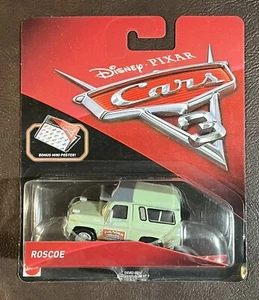 Disney · PIXAR
Cars
3
BONUS MINI POSTER!
ROSCOE